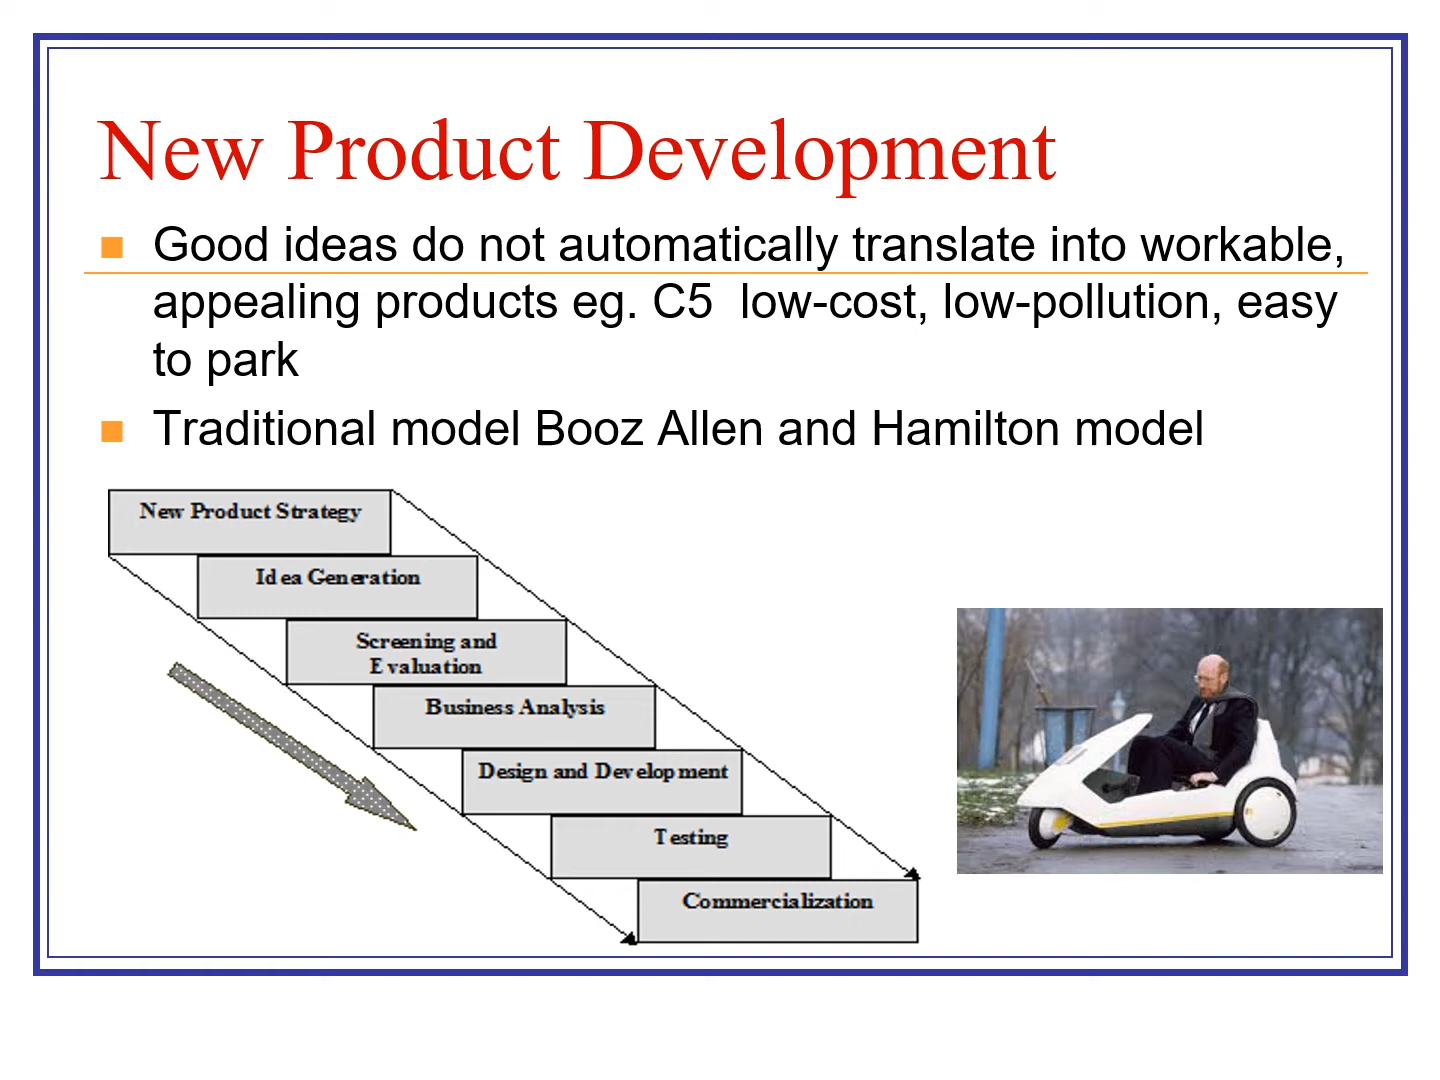 New Product Development
Good ideas do not automatically translate into workable,
appealing products eg. C5 low-cost, low-pollution, easy
to park
Traditional model Booz Allen and Hamilton model
New Product Strategy
Idea Generation
Screening and
Evaluation
Business Analysis
Design and Development
Testing
Commercialization